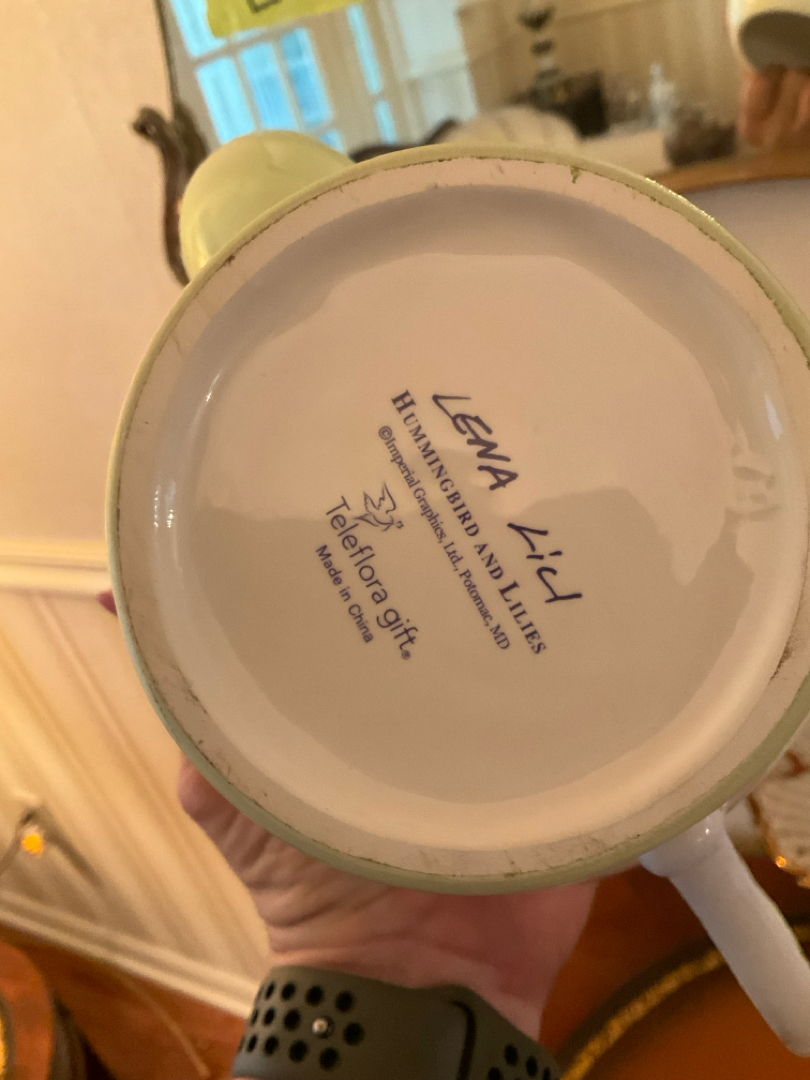 LENA LiU
HUMMINGBIRD AND LILIES
©Imperial Graphics, Ltd., Potomac, MD
Teleflora gift®
Made in China